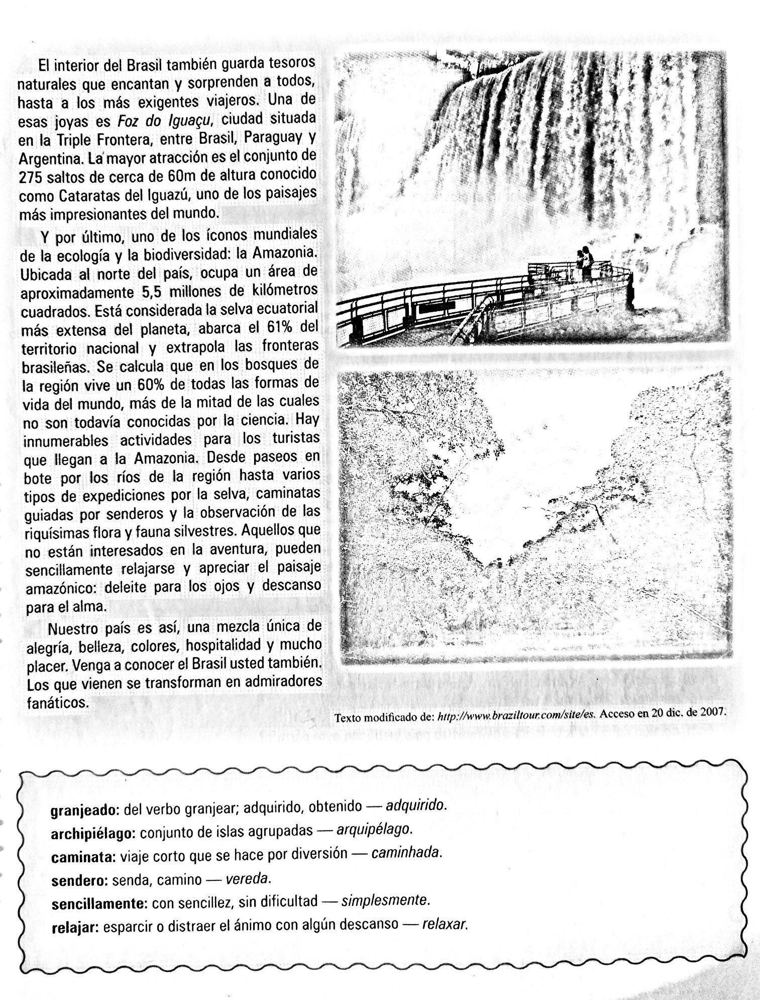 El interior del Brasil también guarda tesoros
naturales que encantan y sorprenden a todos,
hasta a los más exigentes viajeros. Una de
esas joyas es Foz do Iguaçu, ciudad situada
en la Triple Frontera, entre Brasil, Paraguay y
Argentina. La mayor atracción es el conjunto de
275 saltos de cerca de 60m de altura conocido
como Cataratas del Iguazú, uno de los paisajes
más impresionantes del mundo.
Y por último, uno de los íconos mundiales
de la ecología y la biodiversidad: la Amazonia.
Ubicada al norte del país, ocupa un área de
aproximadamente 5,5 millones de kilómetros
cuadrados. Está considerada la selva ecuatorial
más extensa del planeta, abarca el 61% del
territorio nacional y extrapola las fronteras
brasileñas. Se calcula que en los bosques de
la región vive un 60% de todas las formas de
vida del mundo, más de la mitad de las cuales
no son todavía conocidas por la ciencia. Hay
innumerables actividades para los turistas
que llegan a la Amazonia. Desde paseos en
bote por los ríos de la región hasta varios
tipos de expediciones por la selva, caminatas
guiadas por senderos y la observación de las
riquísimas flora y fauna silvestres. Aquellos que
no están interesados en la aventura, pueden
sencillamente relajarse y apreciar el paisaje
amazónico: deleite para los ojos y descanso
para el alma.
Nuestro país es así, una mezcla única de
alegría, belleza, colores, hospitalidad y mucho
placer. Venga a conocer el Brasil usted también.
Los que vienen se transforman en admiradores
fanáticos.
Texto modificado de: http://www.braziltour.com/site/es. Acceso en 20 dic. de 2007.
granjeado: del verbo granjear; adquirido, obtenido — adquirido.
archipiélago: conjunto de islas agrupadas — arquipélago.
caminata: viaje corto que se hace por diversión — caminhada.
sendero: senda, camino — vereda.
sencillamente: con sencillez, sin dificultad — simplesmente.
relajar: esparcir o distraer el ánimo con algún descanso — relaxar.